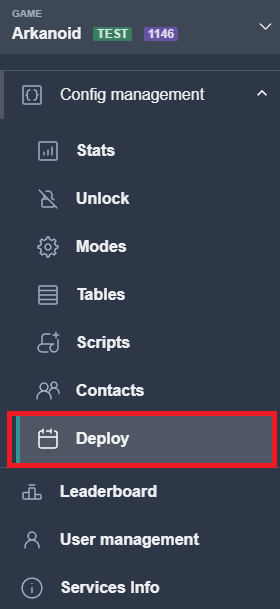 GAME
Arkanoid TEST 1146
Config management
Stats
Unlock
Modes
Tables
Scripts
Contacts
Deploy
Leaderboard
User management
Services Info